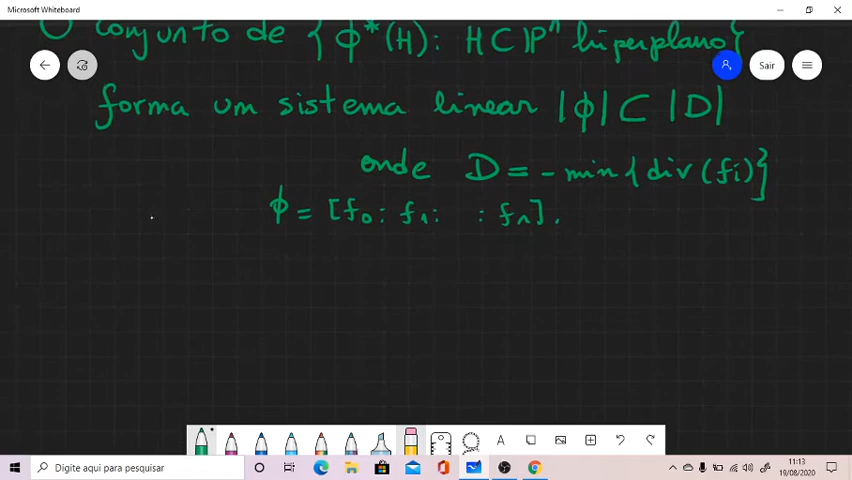 Microsoft Whiteboard
O conjunto de { ϕ*(H): H⊂ℙⁿ hiperplano}
Sair
forma um sistema linear |ϕ| ⊂ |D|
onde D = - min { div (fi)}
ϕ = [f₀: f₁: : fₙ].
A
Digite aqui para pesquisar
11:13
19/08/2020